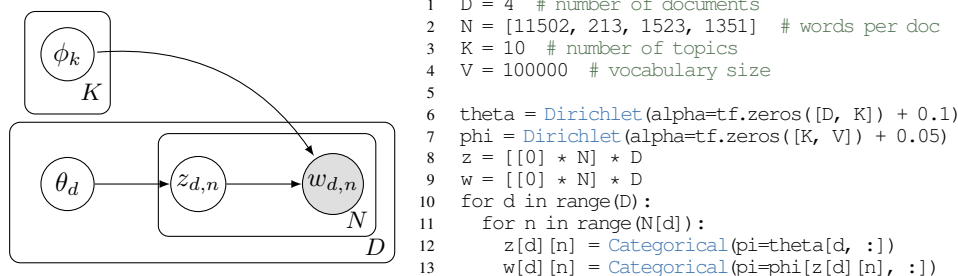 ϕk
K
θd
zd,n
wd,n
N
D
1 D = 4 # number of documents
2 N = [11502, 213, 1523, 1351] # words per doc
3 K = 10 # number of topics
4 V = 100000 # vocabulary size
5
6 theta = Dirichlet(alpha=tf.zeros([D, K]) + 0.1)
7 phi = Dirichlet(alpha=tf.zeros([K, V]) + 0.05)
8 z = [[0] * N] * D
9 w = [[0] * N] * D
10 for d in range(D):
11 for n in range(N[d]):
12 z[d][n] = Categorical(pi=theta[d, :])
13 w[d][n] = Categorical(pi=phi[z[d][n], :])